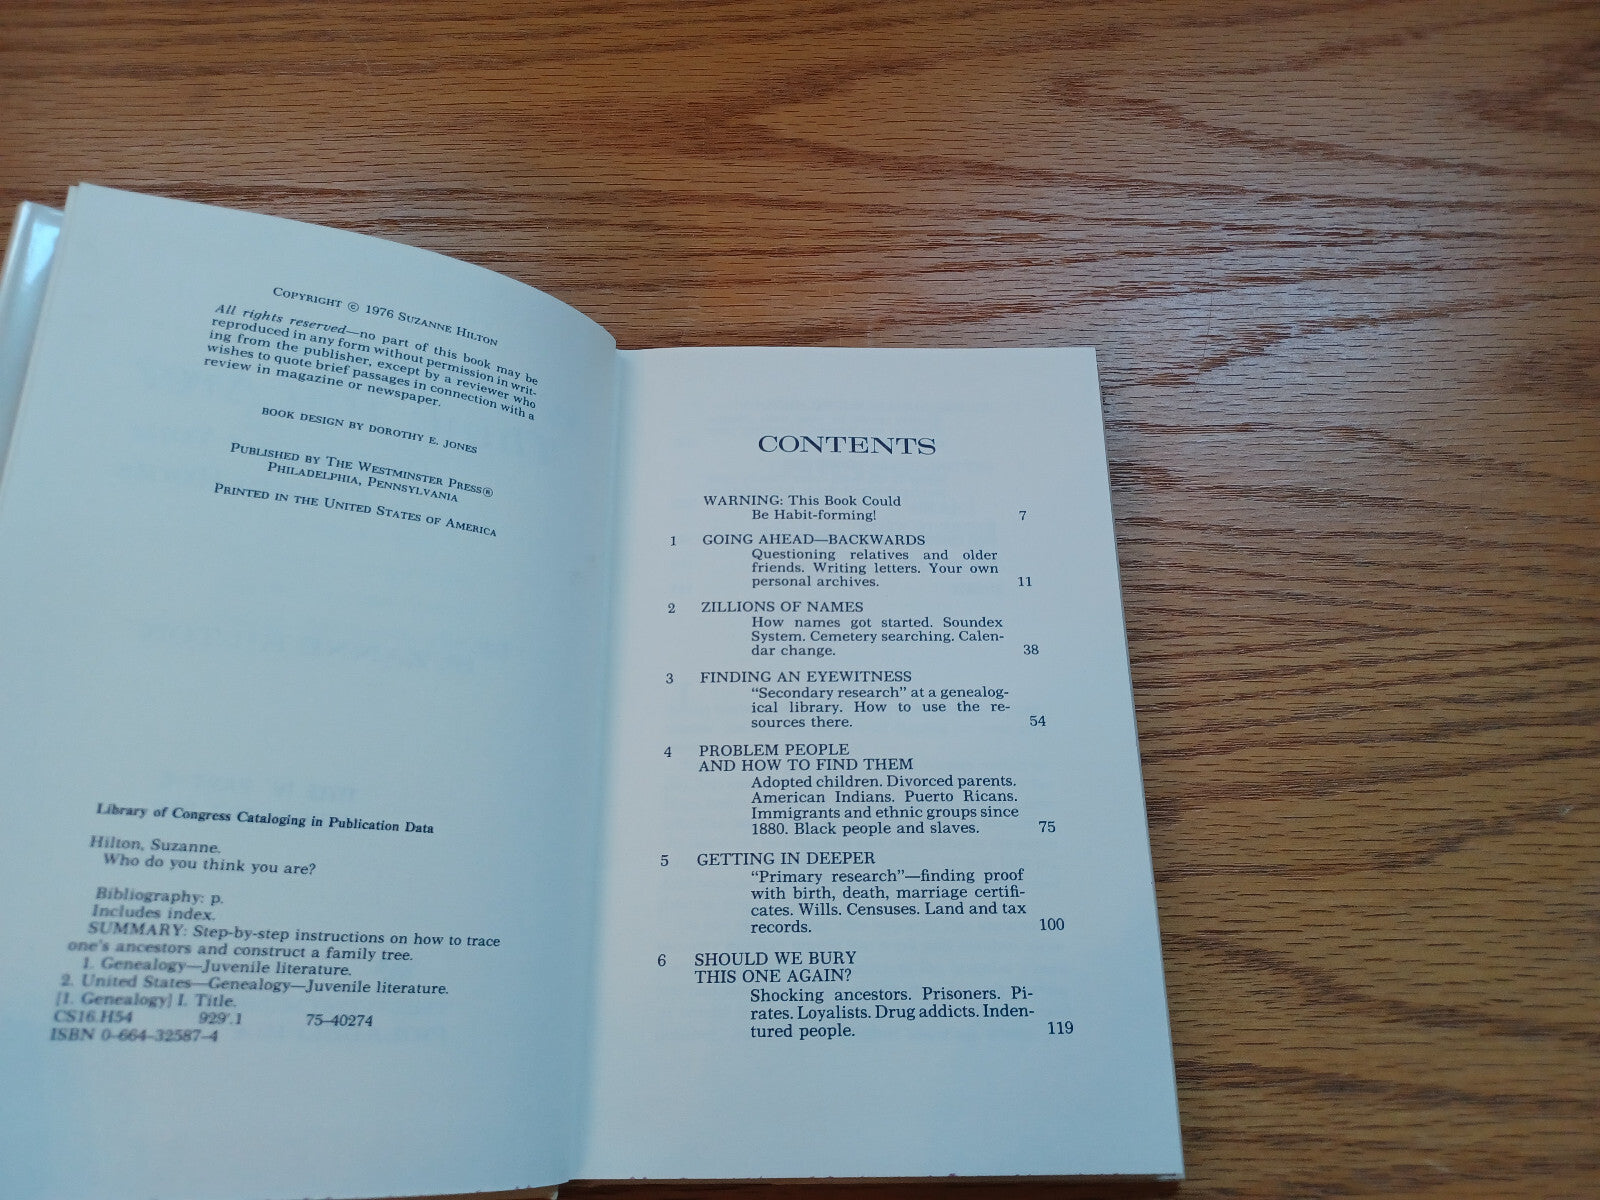 Copyright © 1976 Suzanne Hilton
All rights reserved—no part of this book may be
reproduced in any form without permission in writ-
ing from the publisher, except by a reviewer who
wishes to quote brief passages in connection with a
review in magazine or newspaper.
BOOK DESIGN BY DOROTHY E. JONES
Published by The Westminster Press®
Philadelphia, Pennsylvania
Printed in the United States of America
Library of Congress Cataloging in Publication Data
Hilton, Suzanne.
Who do you think you are?
Bibliography: p.
Includes index.
SUMMARY: Step-by-step instructions on how to trace
one's ancestors and construct a family tree.
1. Genealogy—Juvenile literature.
2. United States—Genealogy—Juvenile literature.
[1. Genealogy] I. Title.
CS16.H54 929'.1 75-40274
ISBN 0-664-32587-4
CONTENTS
WARNING: This Book Could
Be Habit-forming! 7
1 GOING AHEAD—BACKWARDS
Questioning relatives and older
friends. Writing letters. Your own
personal archives. 11
2 ZILLIONS OF NAMES
How names got started. Soundex
System. Cemetery searching. Calen-
dar change. 38
3 FINDING AN EYEWITNESS
"Secondary research" at a genealog-
ical library. How to use the re-
sources there. 54
4 PROBLEM PEOPLE
AND HOW TO FIND THEM
Adopted children. Divorced parents.
American Indians. Puerto Ricans.
Immigrants and ethnic groups since
1880. Black people and slaves. 75
5 GETTING IN DEEPER
"Primary research"—finding proof
with birth, death, marriage certifi-
cates. Wills. Censuses. Land and tax
records. 100
6 SHOULD WE BURY
THIS ONE AGAIN?
Shocking ancestors. Prisoners. Pi-
rates. Loyalists. Drug addicts. Inden-
tured people. 119